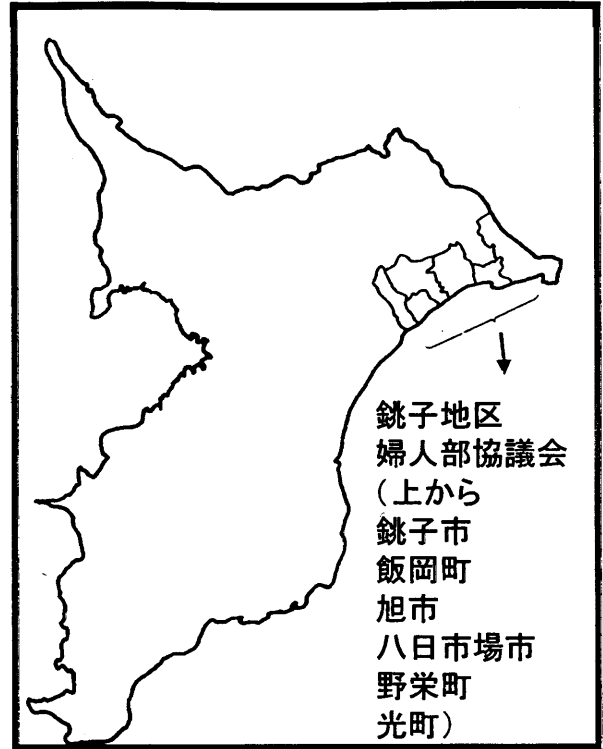 銚子地区
婦人部協議会
（上から
銚子市
飯岡町
旭市
八日市場市
野栄町
光町）